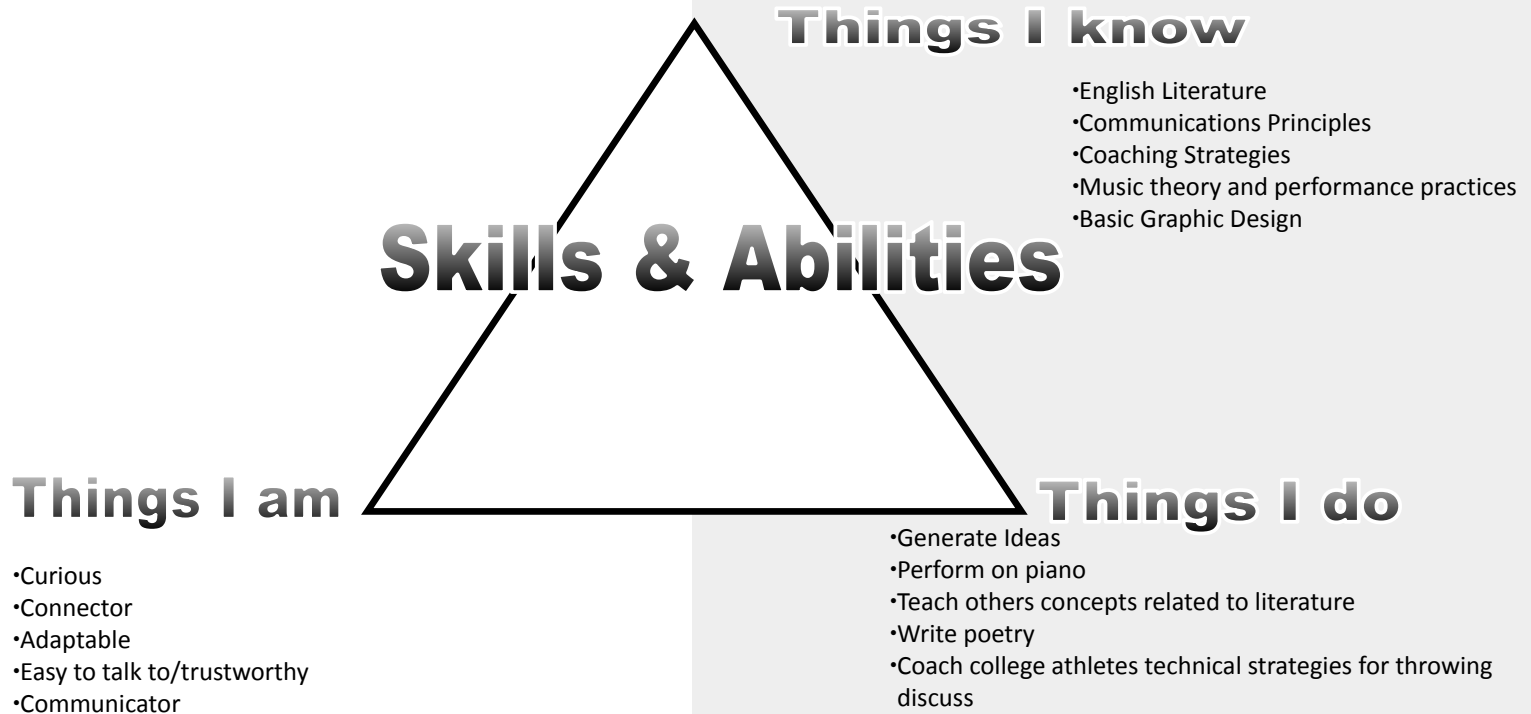 Things I know
•English Literature
•Communications Principles
•Coaching Strategies
•Music theory and performance practices
•Basic Graphic Design
Skills & Abilities
Things I am
•Curious
•Connector
•Adaptable
•Easy to talk to/trustworthy
•Communicator
Things I do
•Generate Ideas
•Perform on piano
•Teach others concepts related to literature
•Write poetry
•Coach college athletes technical strategies for throwing
discuss